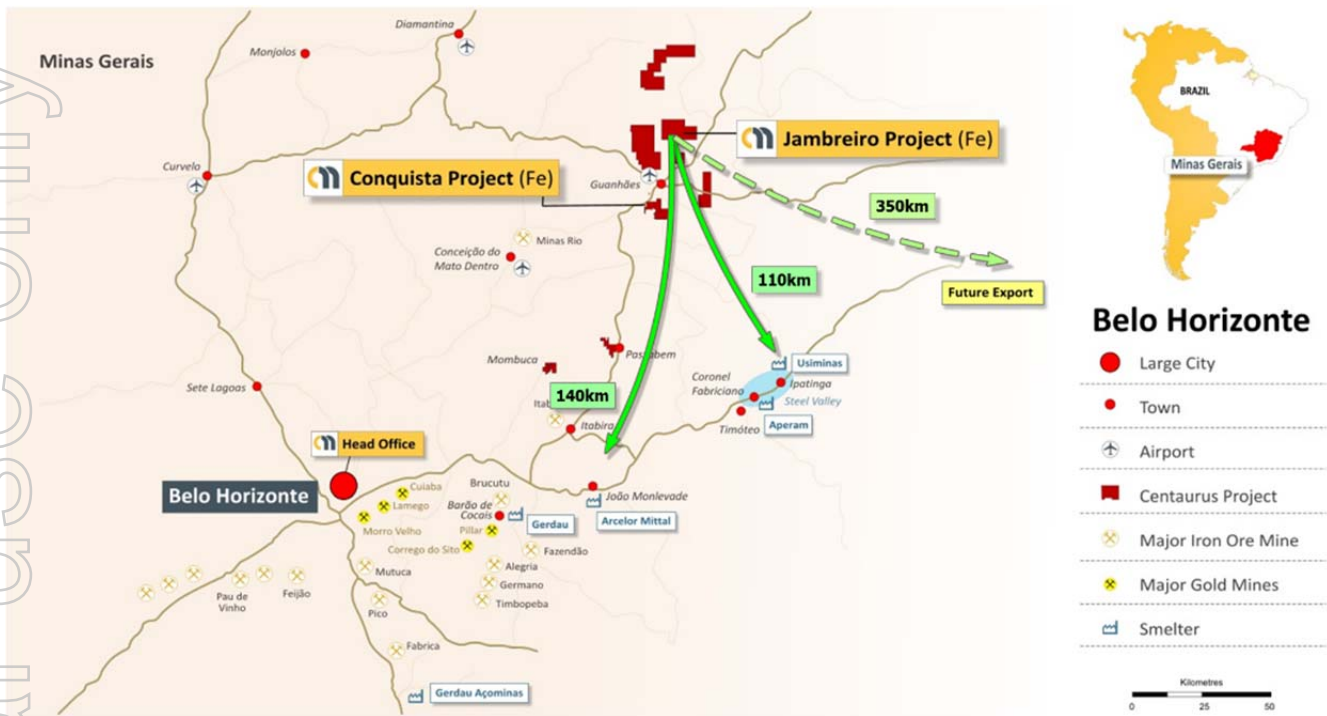 Minas Gerais
Diamantina
Monjolos
Curvelo
Conquista Project (Fe)
Jambreiro Project (Fe)
Guanhães
350km
Minas Rio
Conceição do
Mato Dentro
110km
Future Export
Mombuca
Usiminas
Coronel
Fabriciano
Ipatinga
Steel Valley
Timóteo
Aperam
Sete Lagoas
140km
Itabira
Head Office
Belo Horizonte
Cuiaba
Lamego
Morro Velho
Brucutu
Barão de
Cocais
Pillar
Corrego do Sito
Gerdau
João Monlevade
Arcelor Mittal
Fazendão
Alegria
Germano
Timbopeba
Mutuca
Pico
Fabrica
Pau de
Vinho
Feijão
Gerdau Açominas
BRAZIL
Minas Gerais
Belo Horizonte
Large City
Town
Airport
Centaurus Project
Major Iron Ore Mine
Major Gold Mines
Smelter
Kilometres
0 25 50